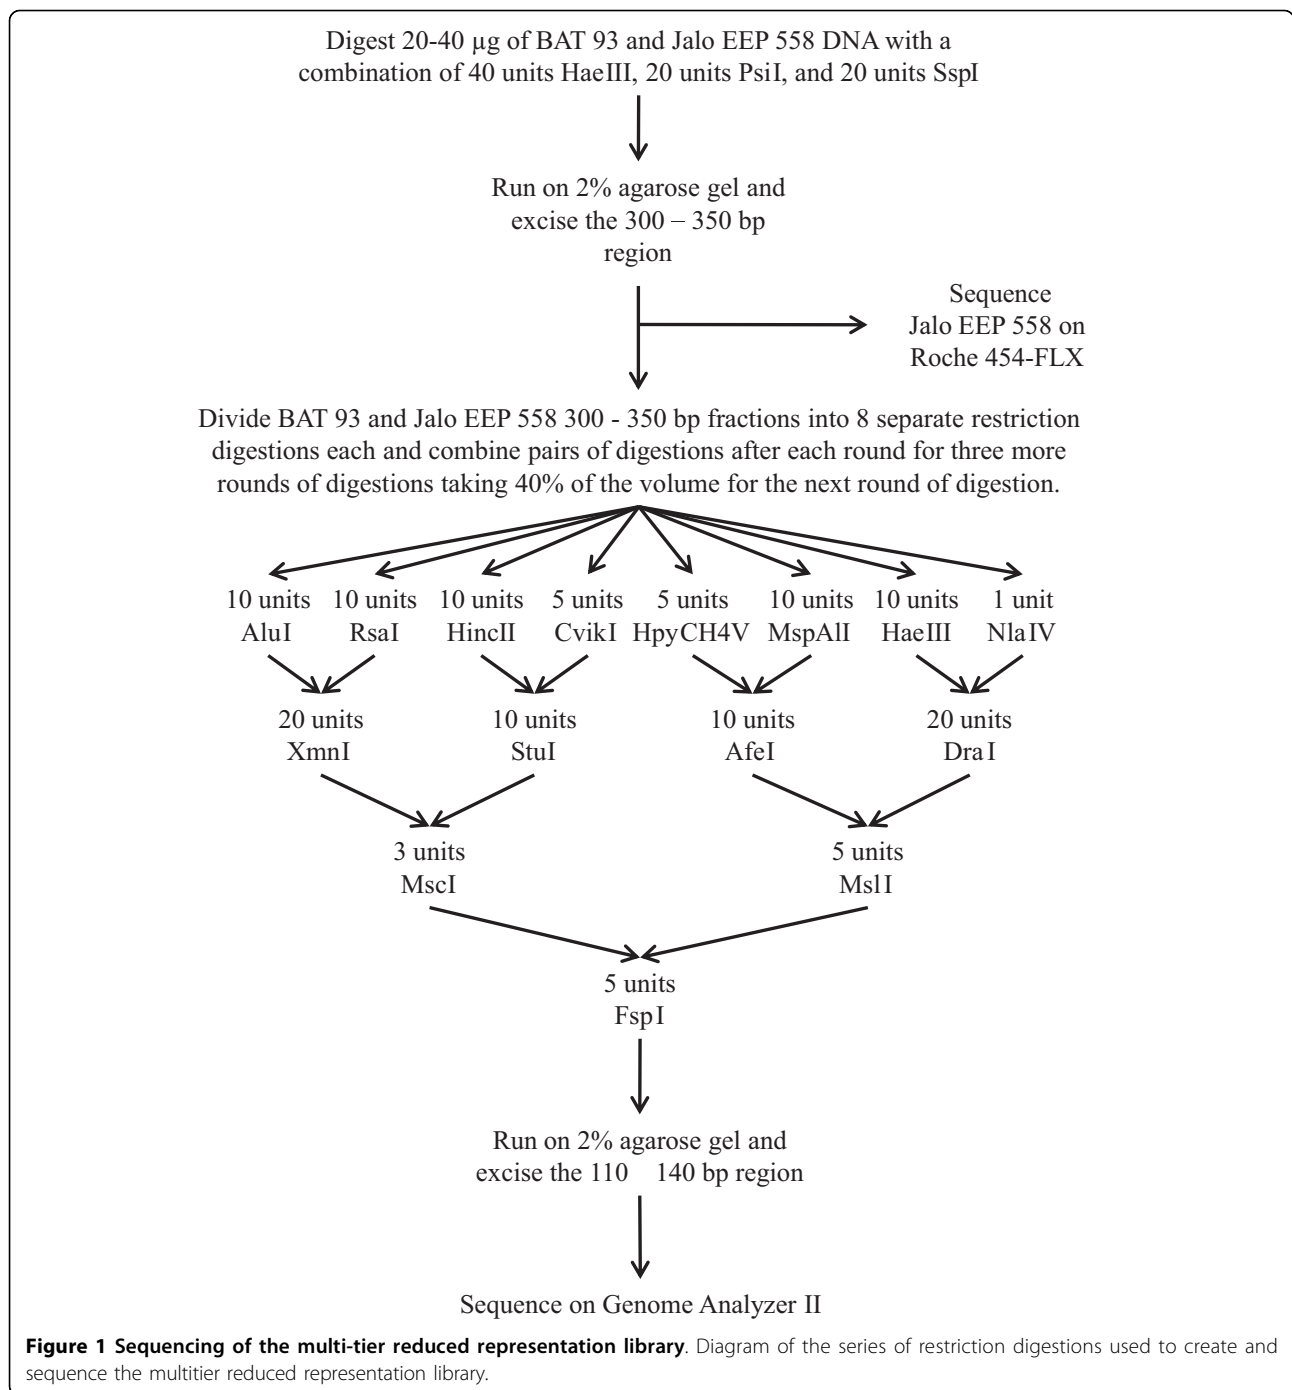 Digest 20-40 µg of BAT 93 and Jalo EEP 558 DNA with a
combination of 40 units HaeIII, 20 units PsiI, and 20 units SspI
Run on 2% agarose gel and
excise the 300 – 350 bp
region
Sequence
Jalo EEP 558 on
Roche 454-FLX
Divide BAT 93 and Jalo EEP 558 300 - 350 bp fractions into 8 separate restriction
digestions each and combine pairs of digestions after each round for three more
rounds of digestions taking 40% of the volume for the next round of digestion.
10 units 10 units 10 units 5 units 5 units 10 units 10 units 1 unit
AluI RsaI HincII CvikI HpyCH4V MspAlI HaeIII NlaIV
20 units 10 units 10 units 20 units
XmnI StuI AfeI DraI
3 units 5 units
MscI MslI
5 units
FspI
Run on 2% agarose gel and
excise the 110 140 bp region
Sequence on Genome Analyzer II
Figure 1 Sequencing of the multi-tier reduced representation library. Diagram of the series of restriction digestions used to create and
sequence the multitier reduced representation library.